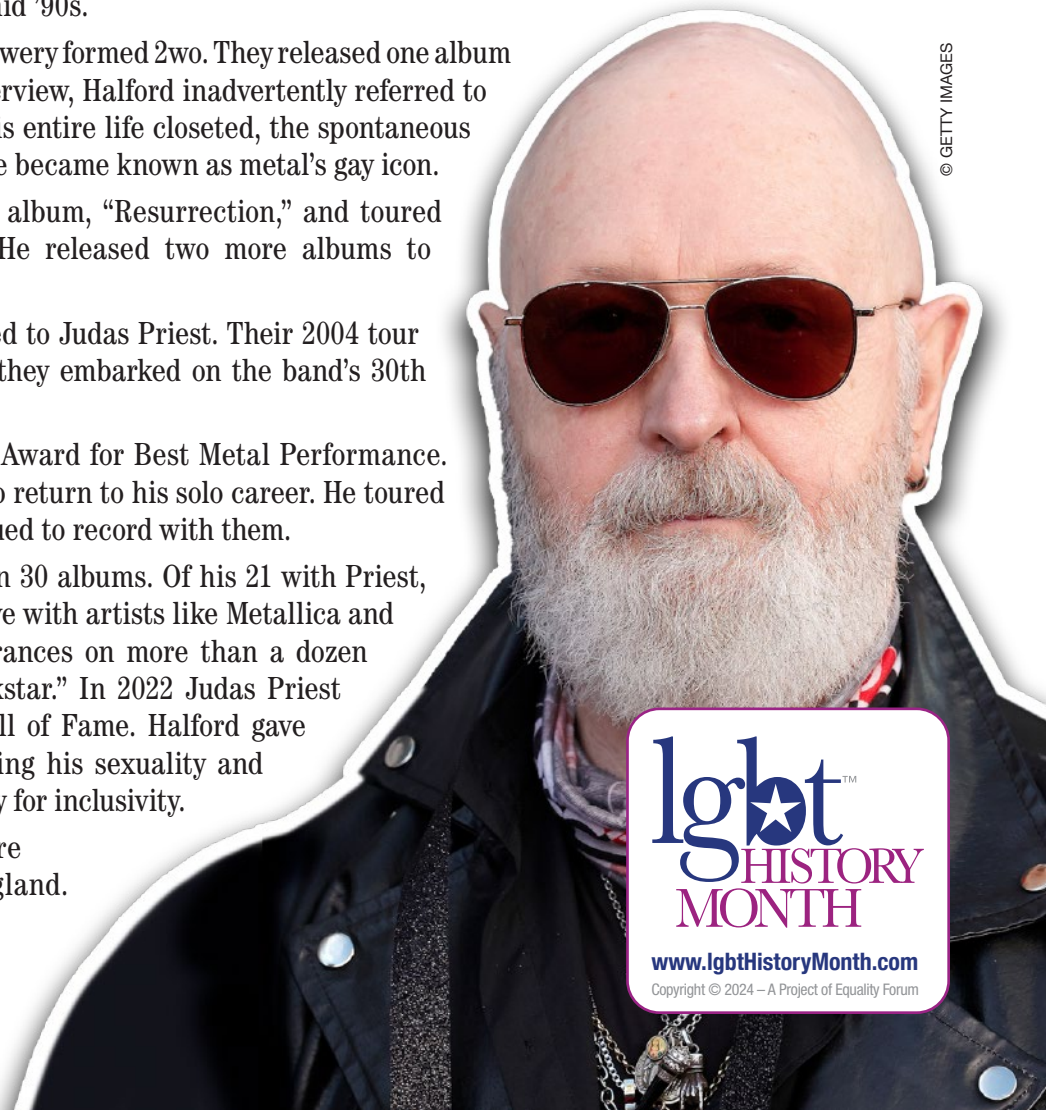 mid ’90s.
wery formed 2wo. They released one album
erview, Halford inadvertently referred to
is entire life closeted, the spontaneous
e became known as metal’s gay icon.
album, “Resurrection,” and toured
He released two more albums to
ed to Judas Priest. Their 2004 tour
they embarked on the band’s 30th
Award for Best Metal Performance.
o return to his solo career. He toured
ued to record with them.
n 30 albums. Of his 21 with Priest,
ve with artists like Metallica and
rances on more than a dozen
kstar.” In 2022 Judas Priest
ll of Fame. Halford gave
ing his sexuality and
y for inclusivity.
re
gland.
© GETTY IMAGES
lgbt™
HISTORY
MONTH
www.lgbtHistoryMonth.com
Copyright © 2024 – A Project of Equality Forum